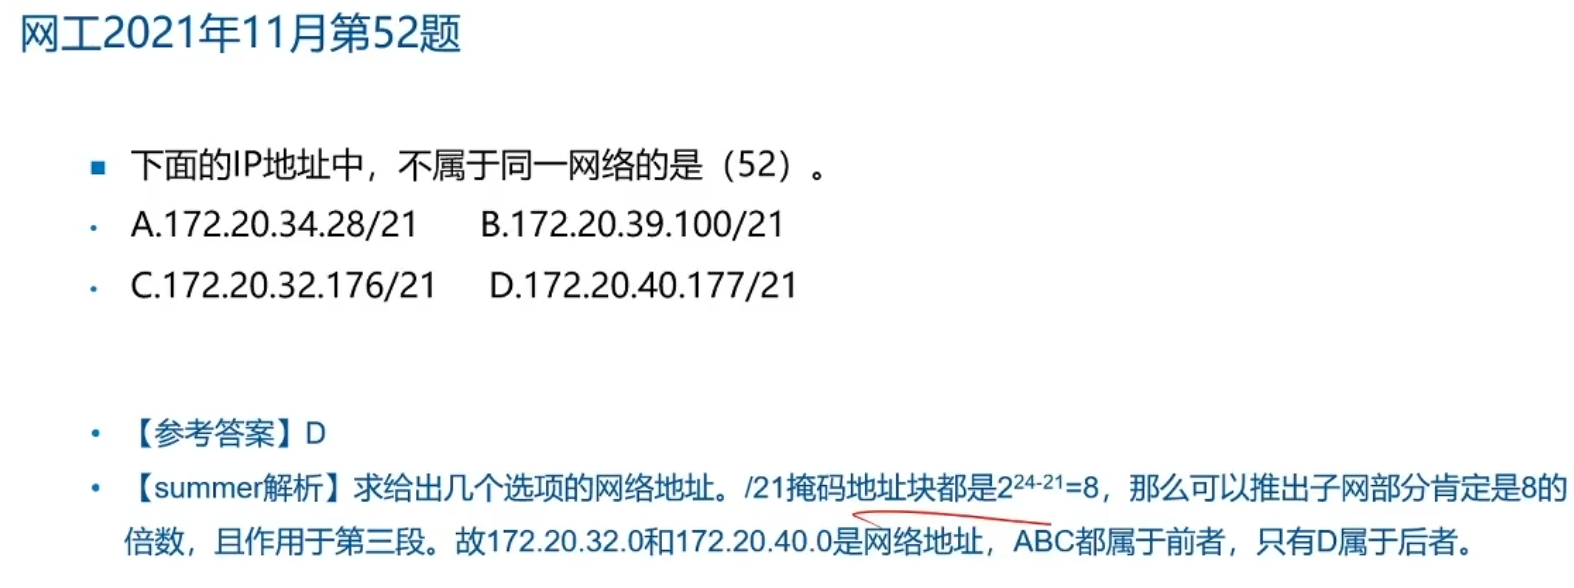 网工2021年11月第52题
■ 下面的IP地址中，不属于同一网络的是（52）。
• A.172.20.34.28/21 B.172.20.39.100/21
• C.172.20.32.176/21 D.172.20.40.177/21
• 【参考答案】D
• 【summer解析】求给出几个选项的网络地址。/21掩码地址块都是2²⁴⁻²¹=8，那么可以推出子网部分肯定是8的
倍数，且作用于第三段。故172.20.32.0和172.20.40.0是网络地址，ABC都属于前者，只有D属于后者。